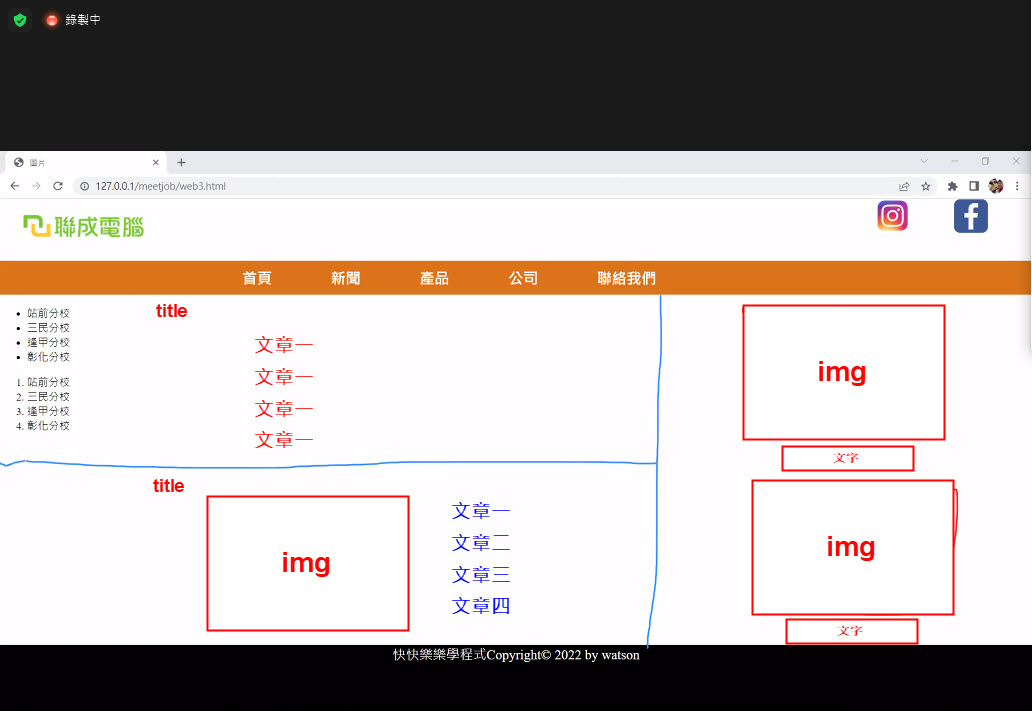 錄製中
圖片
127.0.0.1/meetjob/web3.html
聯成電腦
首頁 新聞 產品 公司 聯絡我們
站前分校
三民分校
逢甲分校
彰化分校
1. 站前分校
2. 三民分校
3. 逢甲分校
4. 彰化分校
title
文章一
文章一
文章一
文章一
img
文字
title
img
文章一
文章二
文章三
文章四
img
文字
快快樂樂學程式Copyright© 2022 by watson